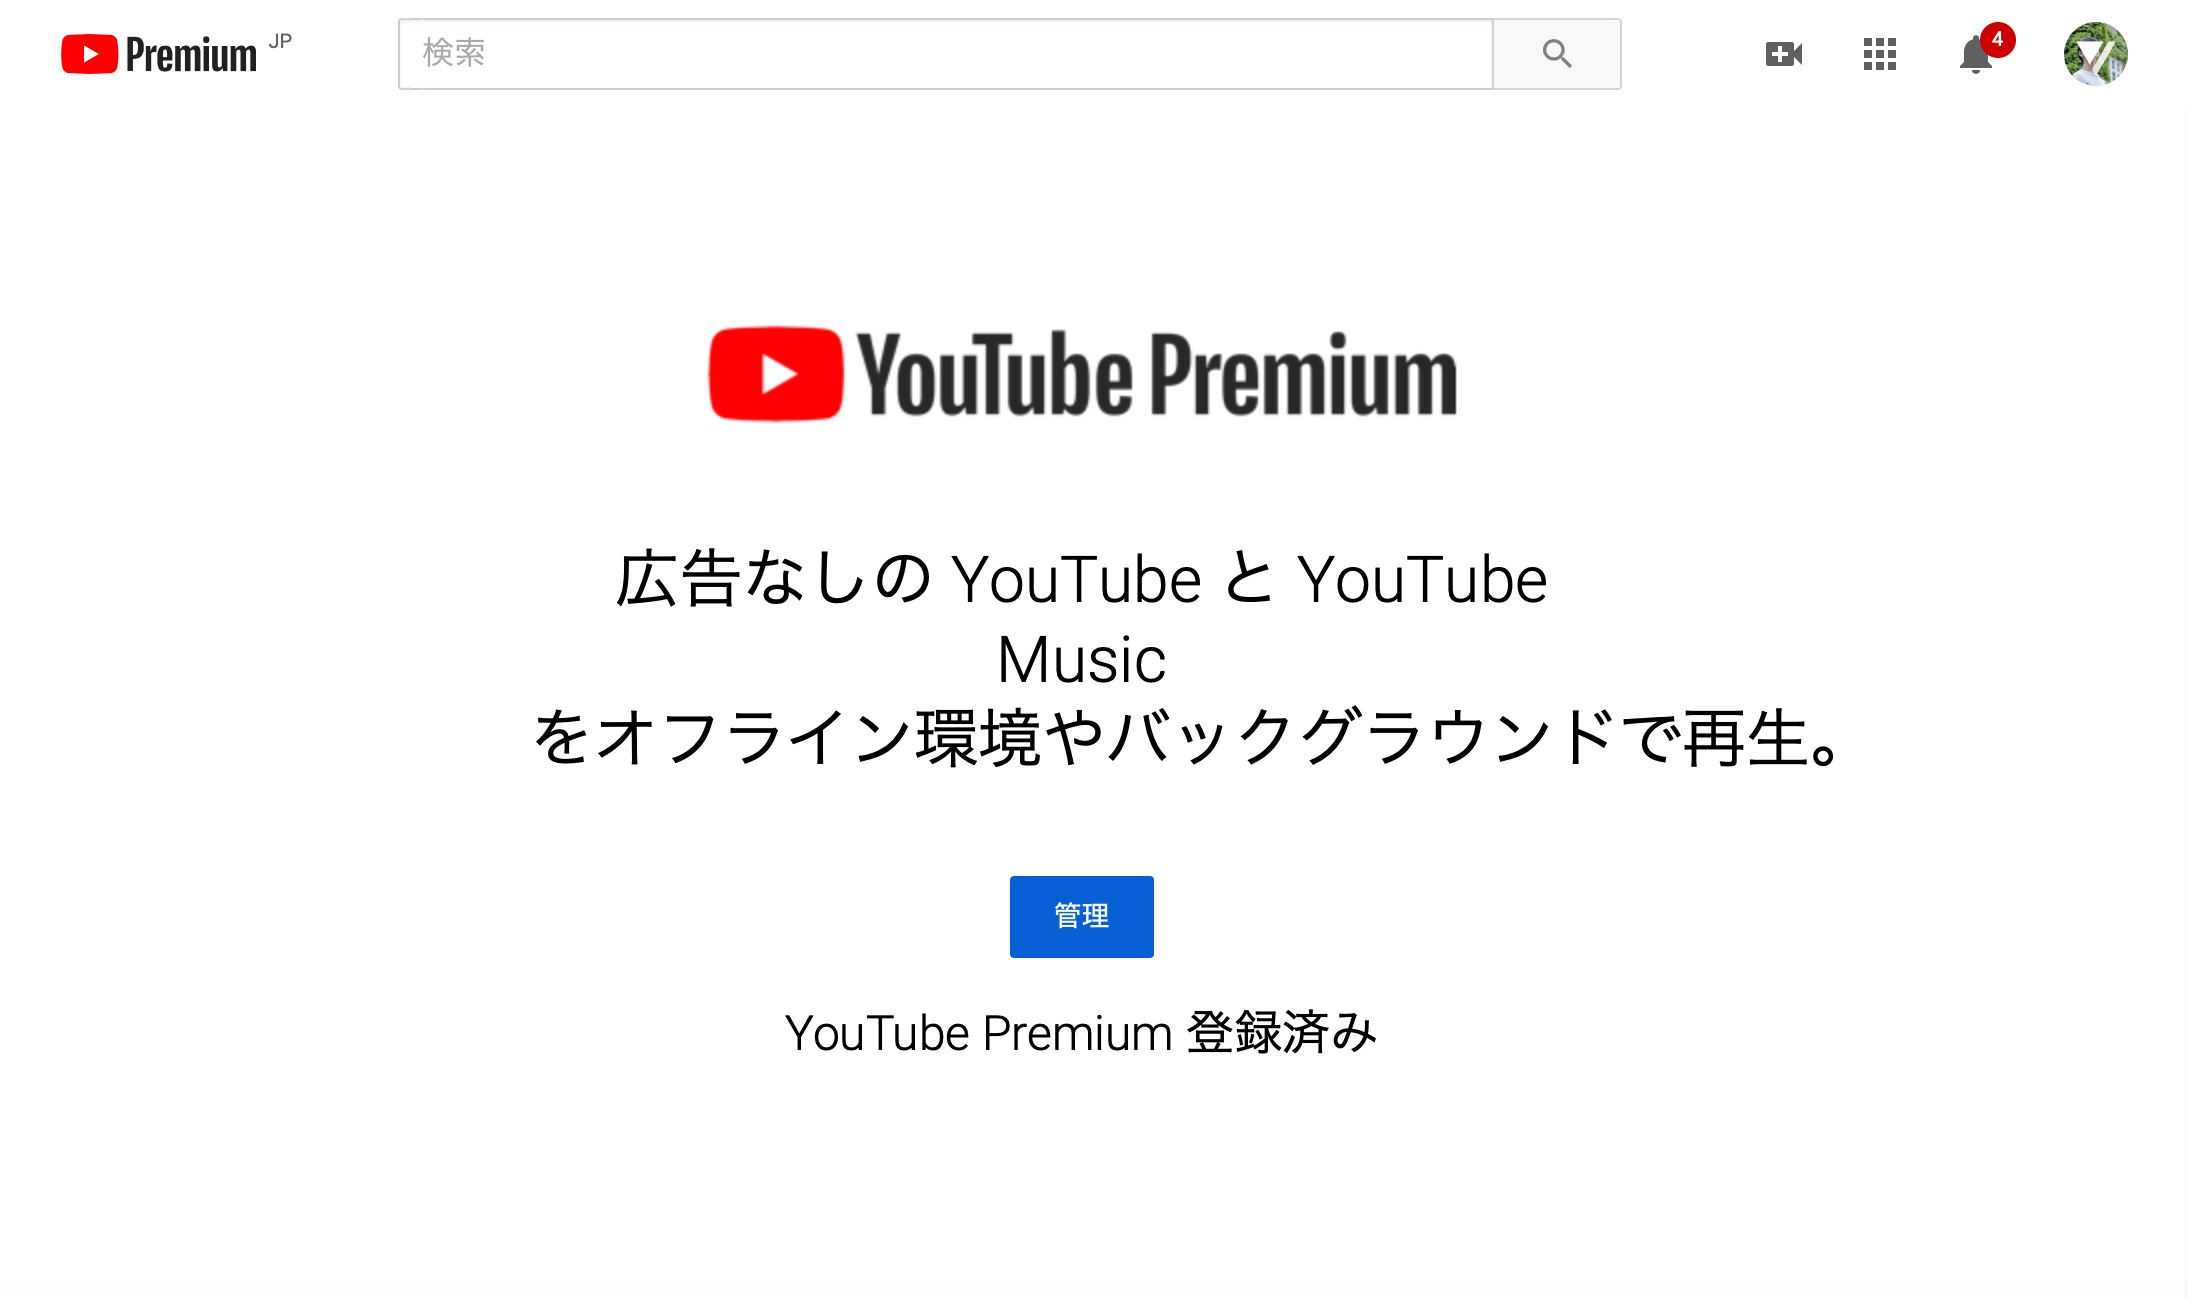 Premium JP
検索
4
YouTube Premium
広告なしの YouTube と YouTube
Music
をオフライン環境やバックグラウンドで再生。
管理
YouTube Premium 登録済み